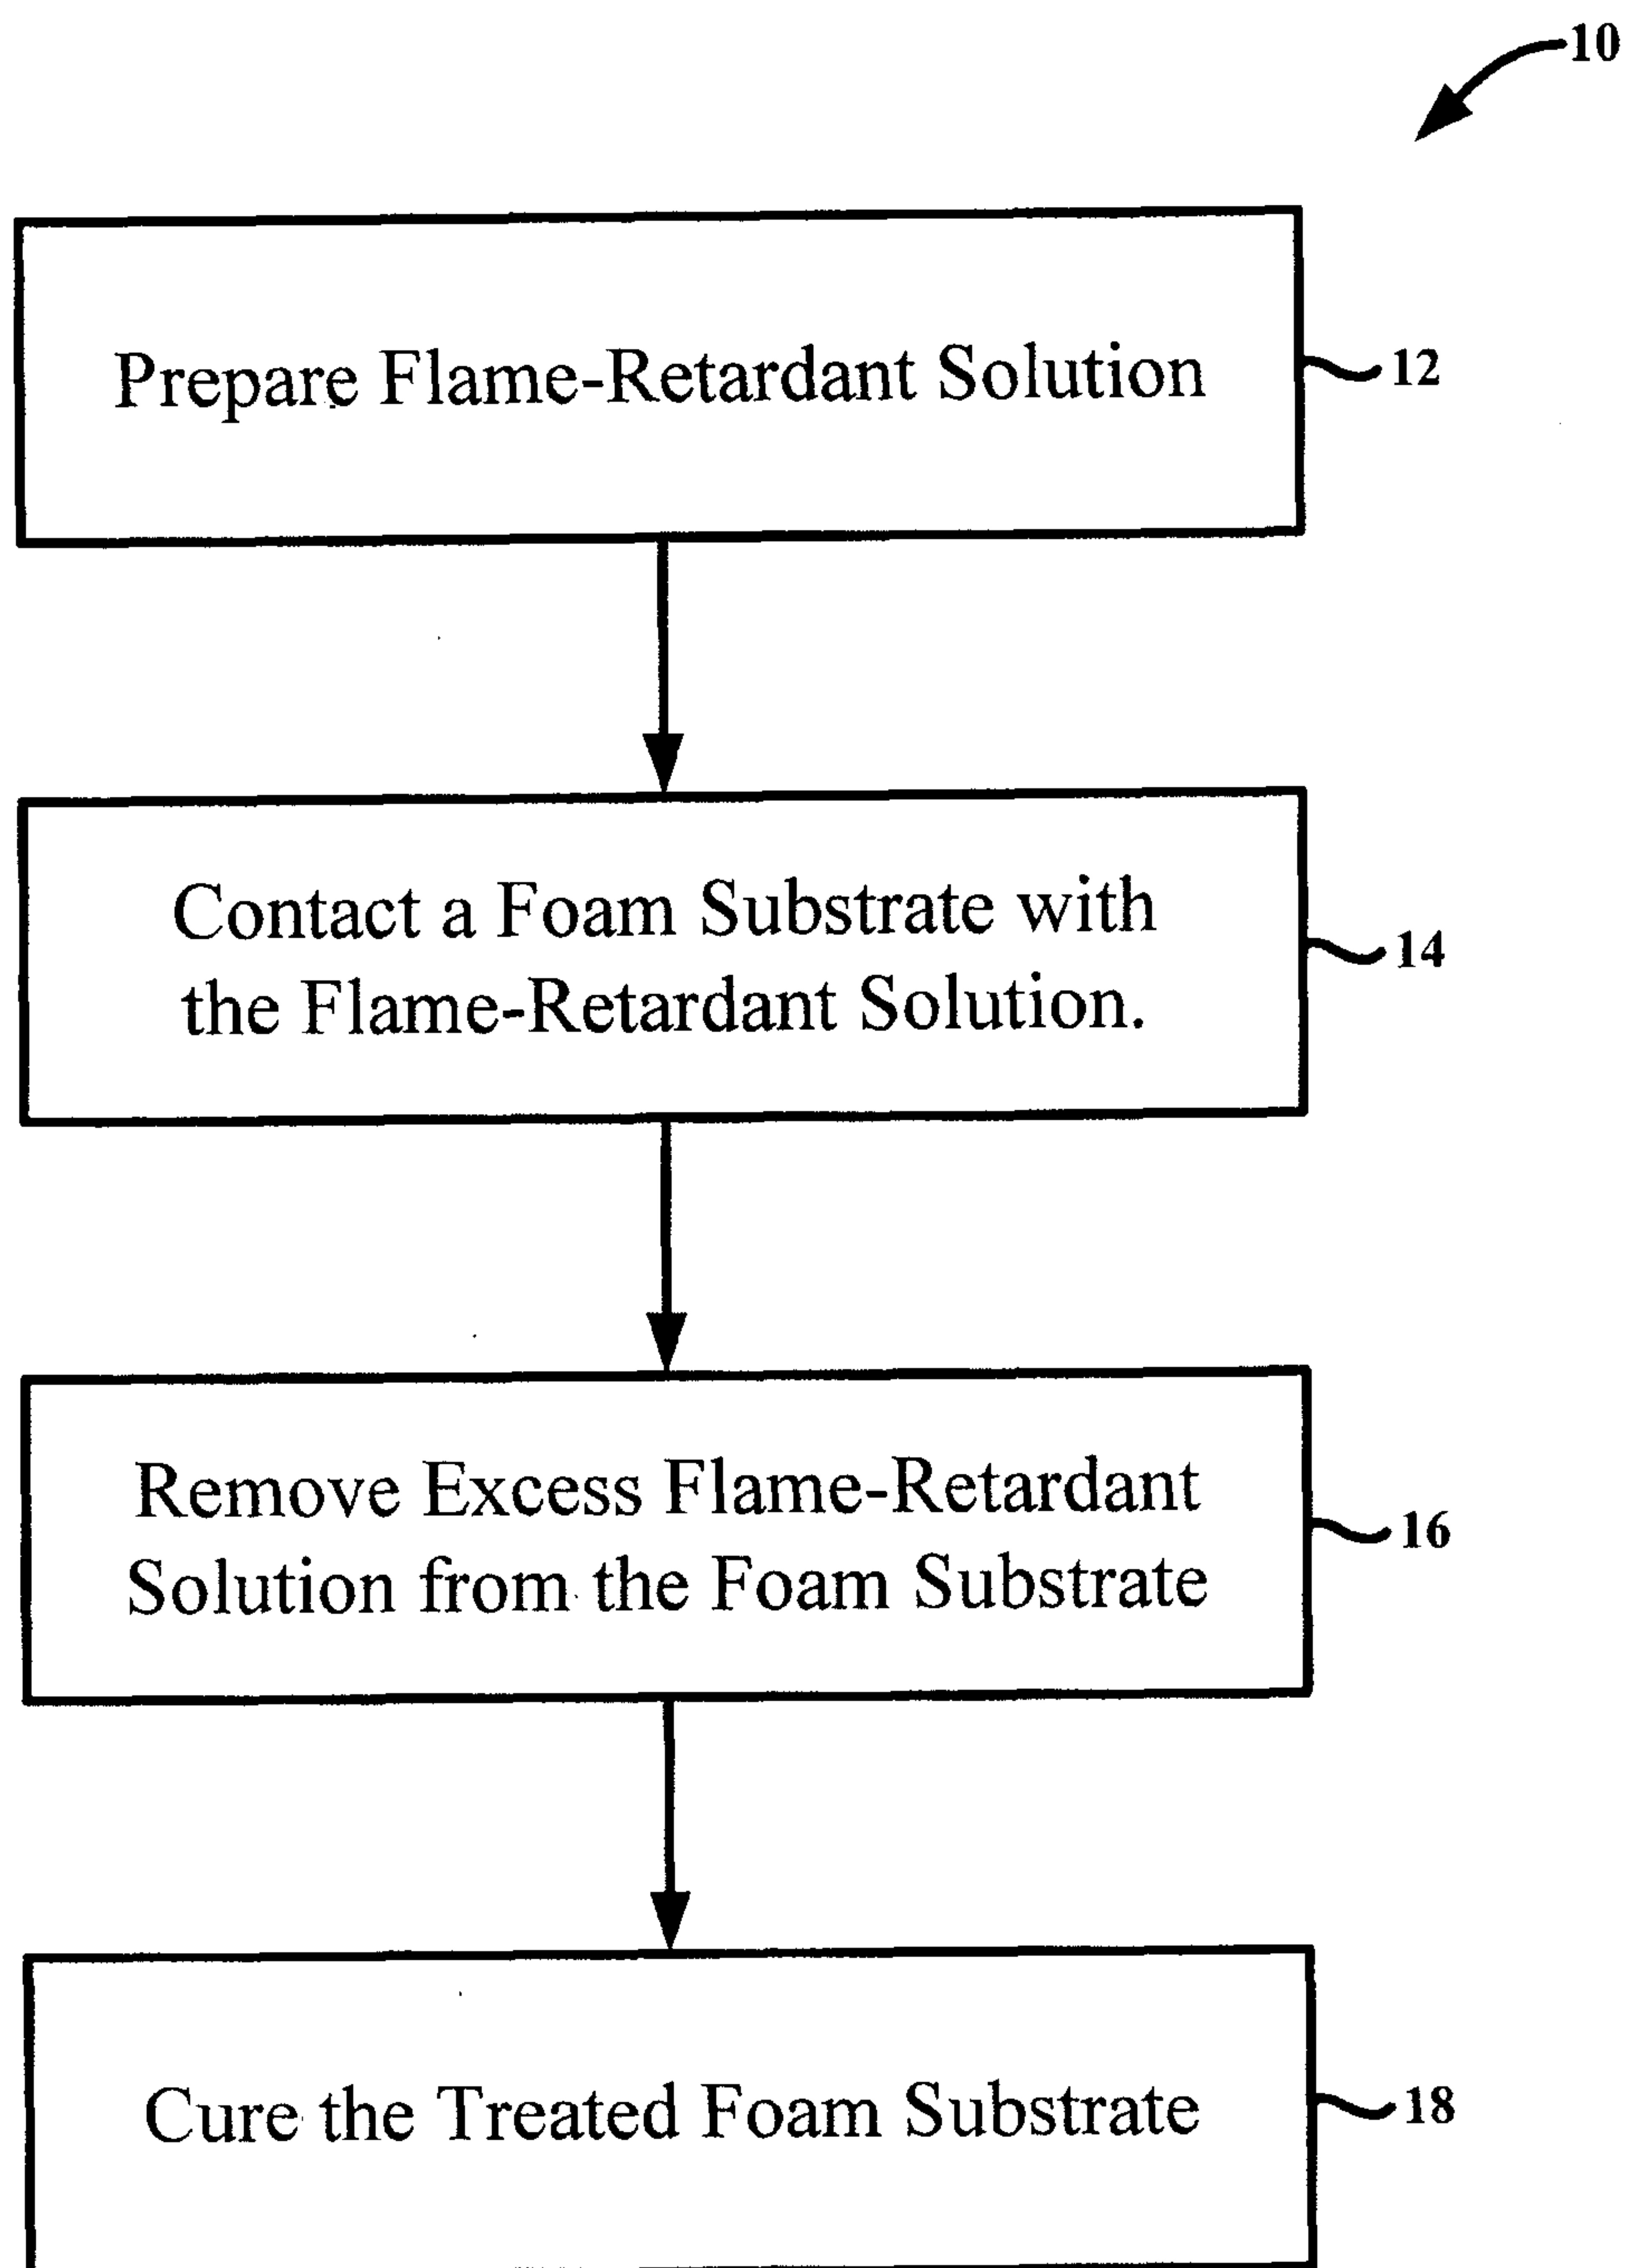 10
Prepare Flame-Retardant Solution
12
Contact a Foam Substrate with
the Flame-Retardant Solution.
14
Remove Excess Flame-Retardant
Solution from the Foam Substrate
16
Cure the Treated Foam Substrate
18